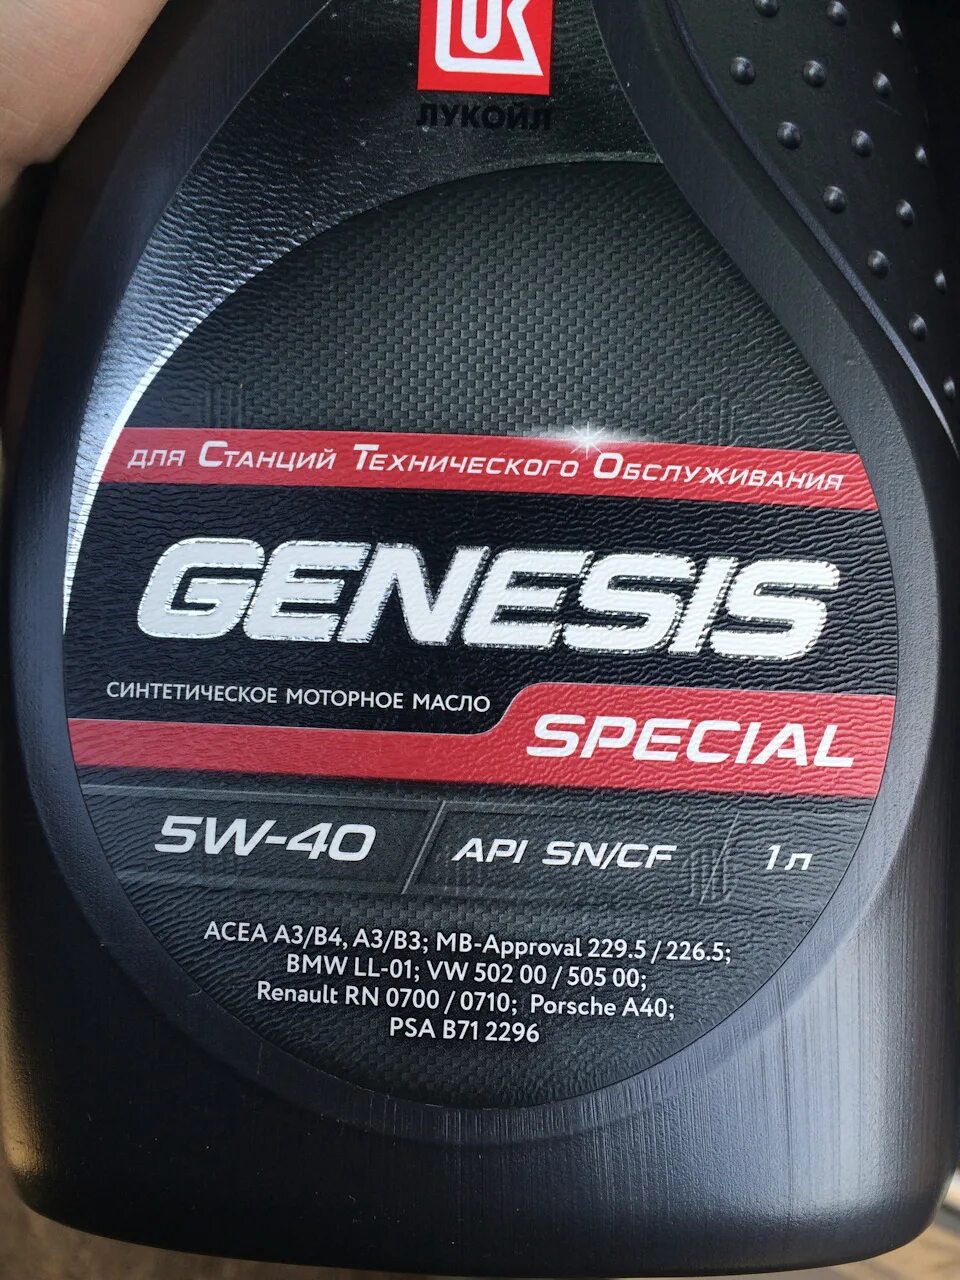 ЛУКОЙЛ
для Станций Технического Обслуживания
GENESIS
СИНТЕТИЧЕСКОЕ МОТОРНОЕ МАСЛО
SPECIAL
5W-40 API SN/CF 1 л
ACEA A3/B4, A3/B3; MB-Approval 229.5 / 226.5;
BMW LL-01; VW 502 00 / 505 00;
Renault RN 0700 / 0710; Porsche A40;
PSA B71 2296